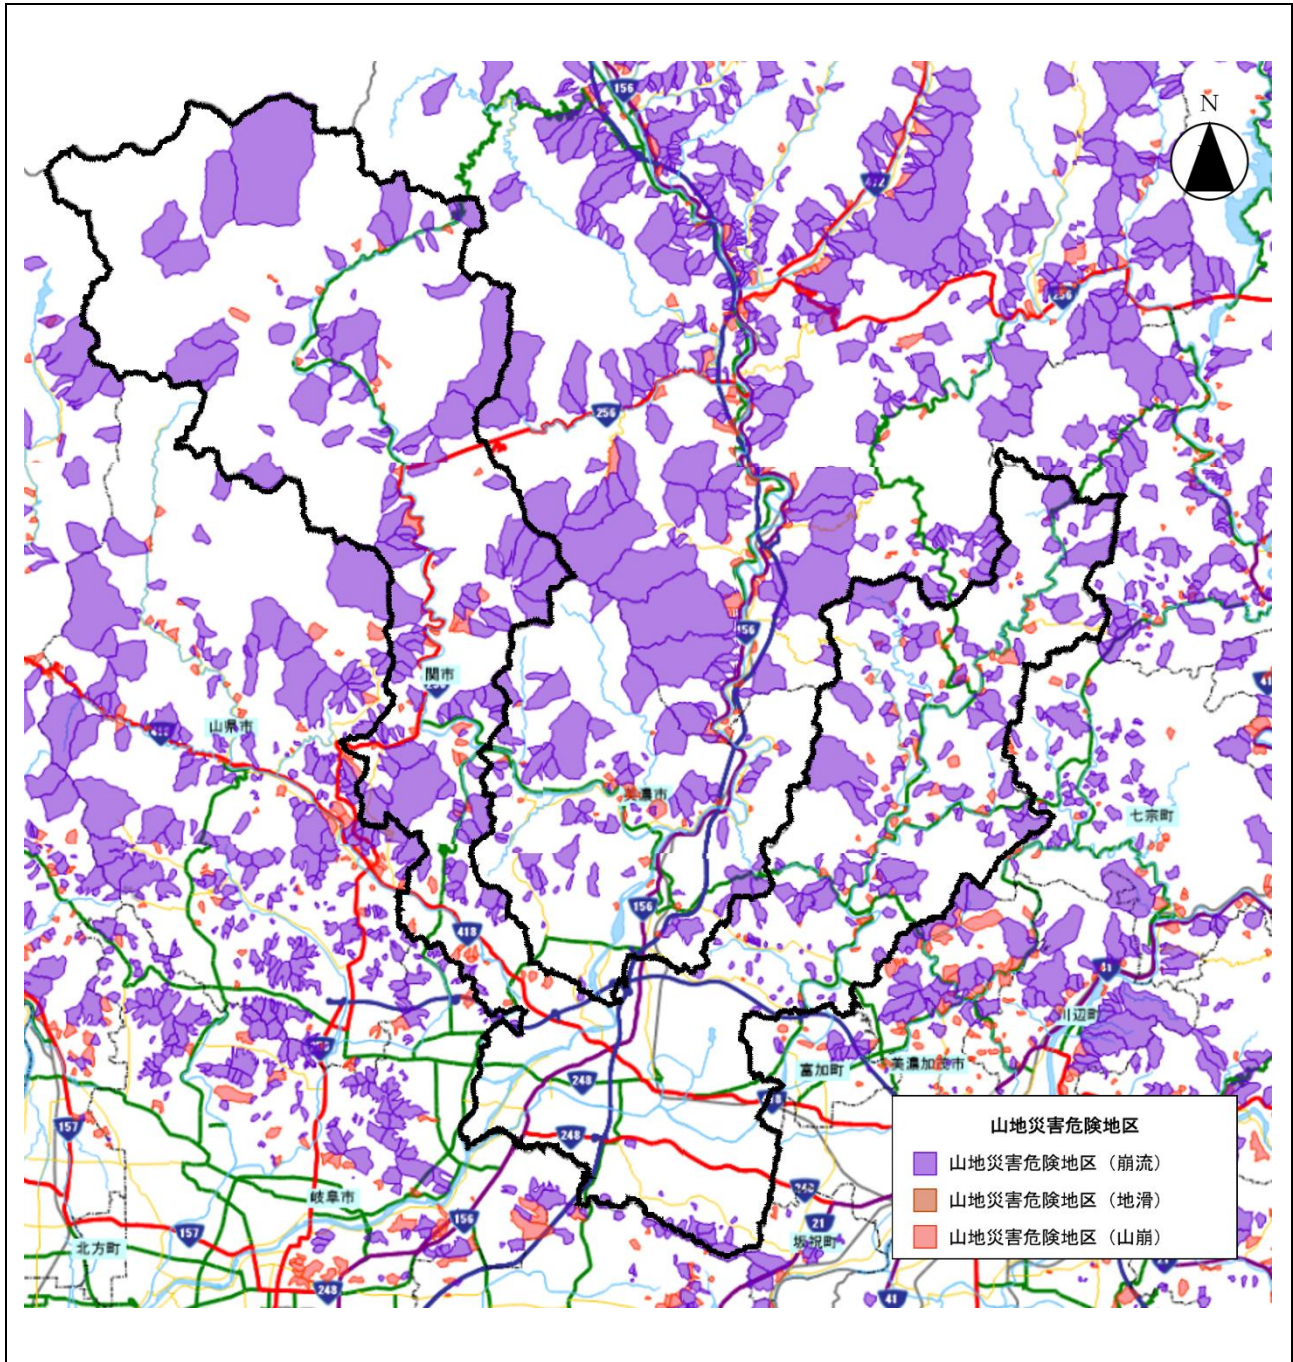 N
156
256
256
156
関市
山県市
美濃市
七宗町
156
418
41
川辺町
美濃加茂市
富加町
248
248
157
岐阜市
156
157
北方町
248
248
21
坂祝町
41
山地災害危険地区
山地災害危険地区（崩流）
山地災害危険地区（地滑）
山地災害危険地区（山崩）